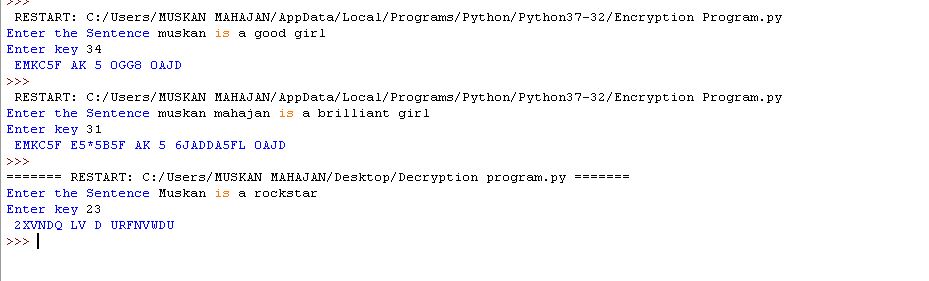 >>>
RESTART: C:/Users/MUSKAN MAHAJAN/AppData/Local/Programs/Python/Python37-32/Encryption Program.py
Enter the Sentence muskan is a good girl
Enter key 34
EMKC5F AK 5 OGG8 OAJD
>>>
RESTART: C:/Users/MUSKAN MAHAJAN/AppData/Local/Programs/Python/Python37-32/Encryption Program.py
Enter the Sentence muskan mahajan is a brilliant girl
Enter key 31
EMKC5F E5*5B5F AK 5 6JADDA5FL OAJD
>>>
======= RESTART: C:/Users/MUSKAN MAHAJAN/Desktop/Decryption program.py =======
Enter the Sentence Muskan is a rockstar
Enter key 23
2XVNDQ LV D URFNVWDU
>>>